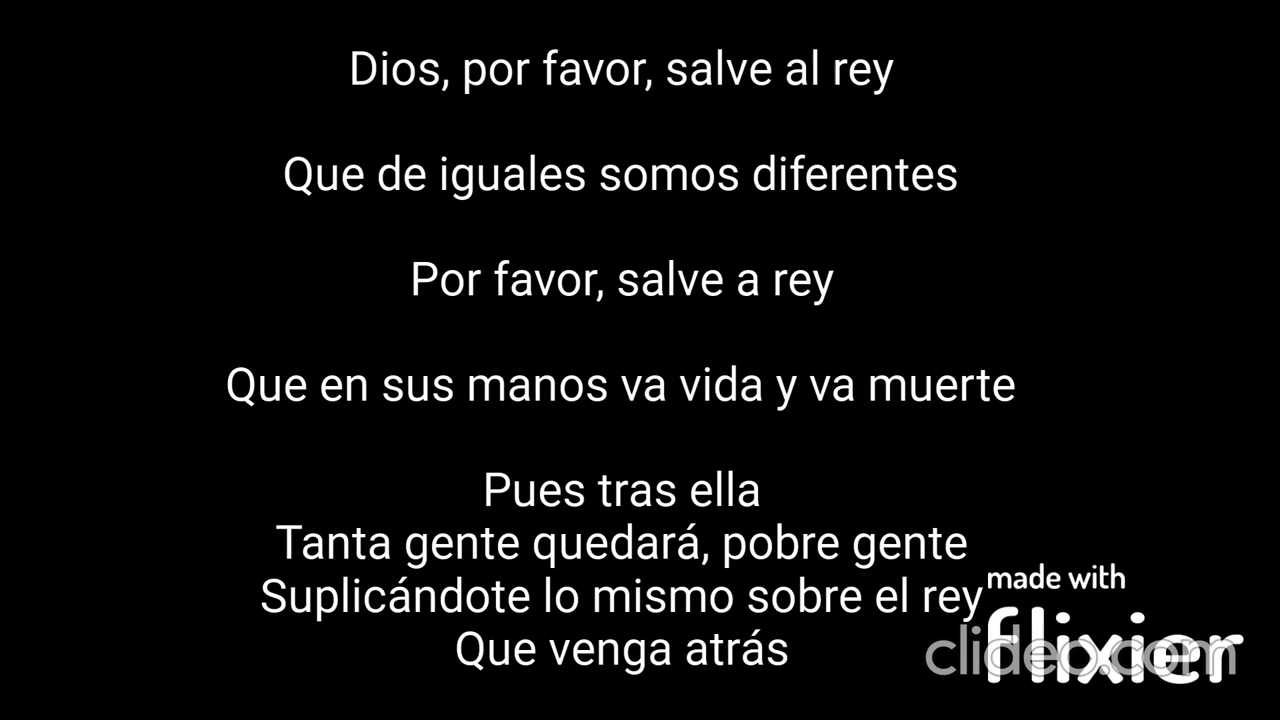 Dios, por favor, salve al rey
Que de iguales somos diferentes
Por favor, salve a rey
Que en sus manos va vida y va muerte
Pues tras ella
Tanta gente quedará, pobre gente
Suplicándote lo mismo sobre el rey
Que venga atrás
made with
flixier
clideo.com